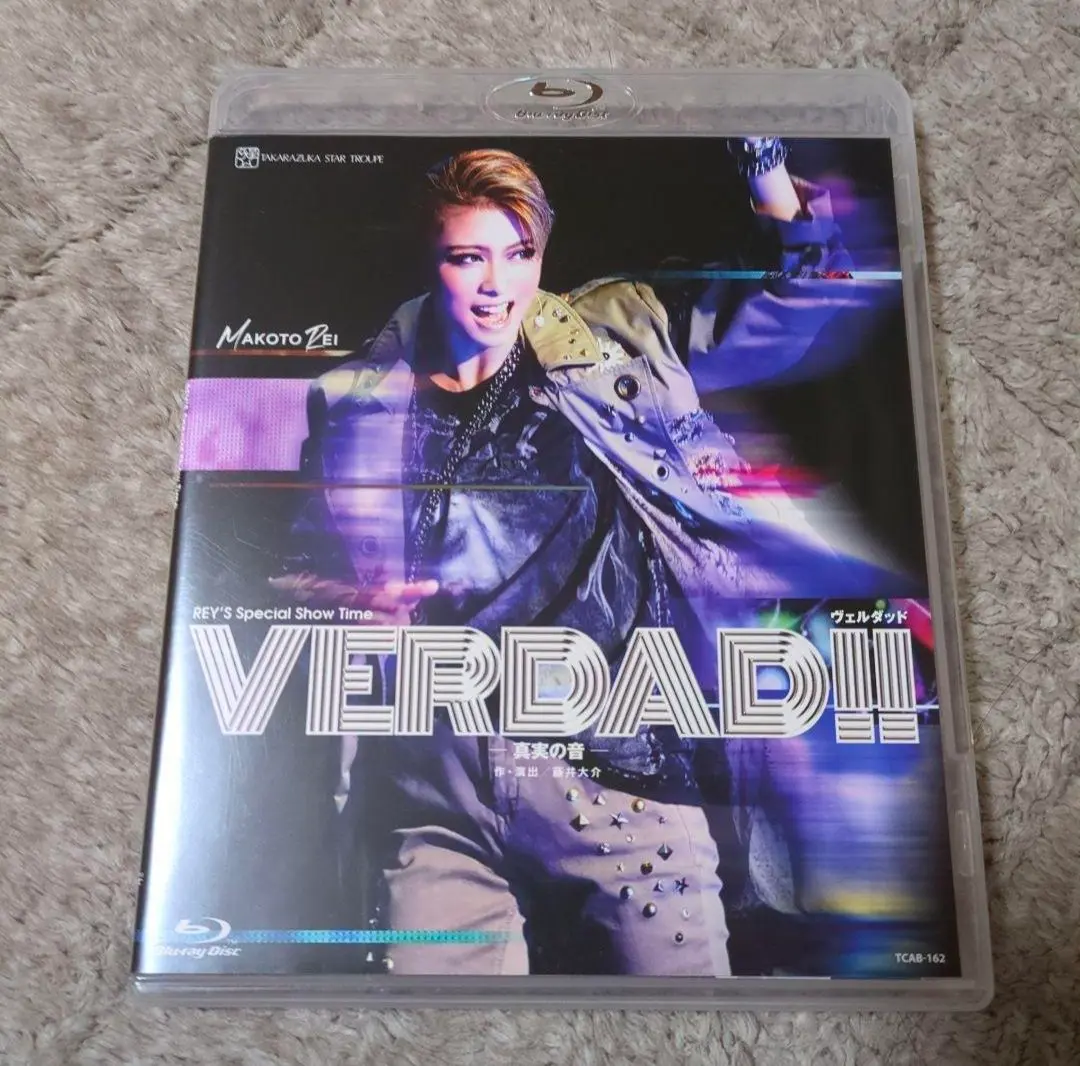 Blu-ray Disc
TAKARAZUKA STAR TROUPE
MAKOTO REI
REY'S Special Show Time
ヴェルダッド
VERDAD!!
― 真実の音 ―
作・演出／藤井大介
Blu-ray Disc
TCAB-162